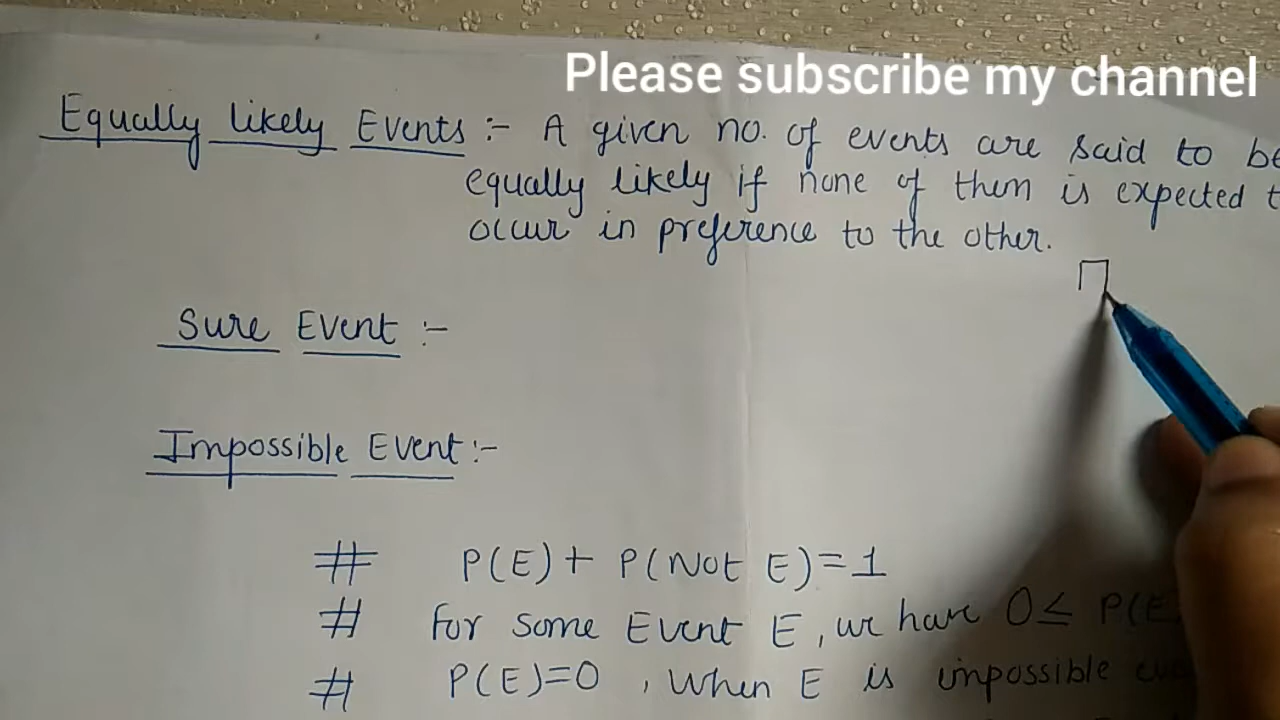 Please subscribe my channel
Equally likely Events :- A given no. of events are said to be
equally likely if none of them is expected t
occur in preference to the other.
Sure Event :-
Impossible Event :-
# P(E) + P(Not E) = 1
# For some Event E, we have 0 ≤ P(E
# P(E) = 0 , When E is impossible eve